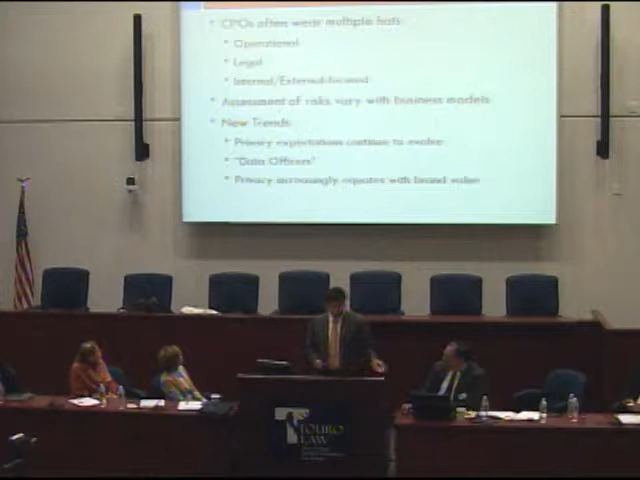 CPOs often wear multiple hats:
Operational
Legal
Internal/External-focused
Assessment of risks vary with business models
New Trends:
Privacy expectations continue to evolve
"Data Officers"
Privacy increasingly equates with brand value
TOURO
LAW